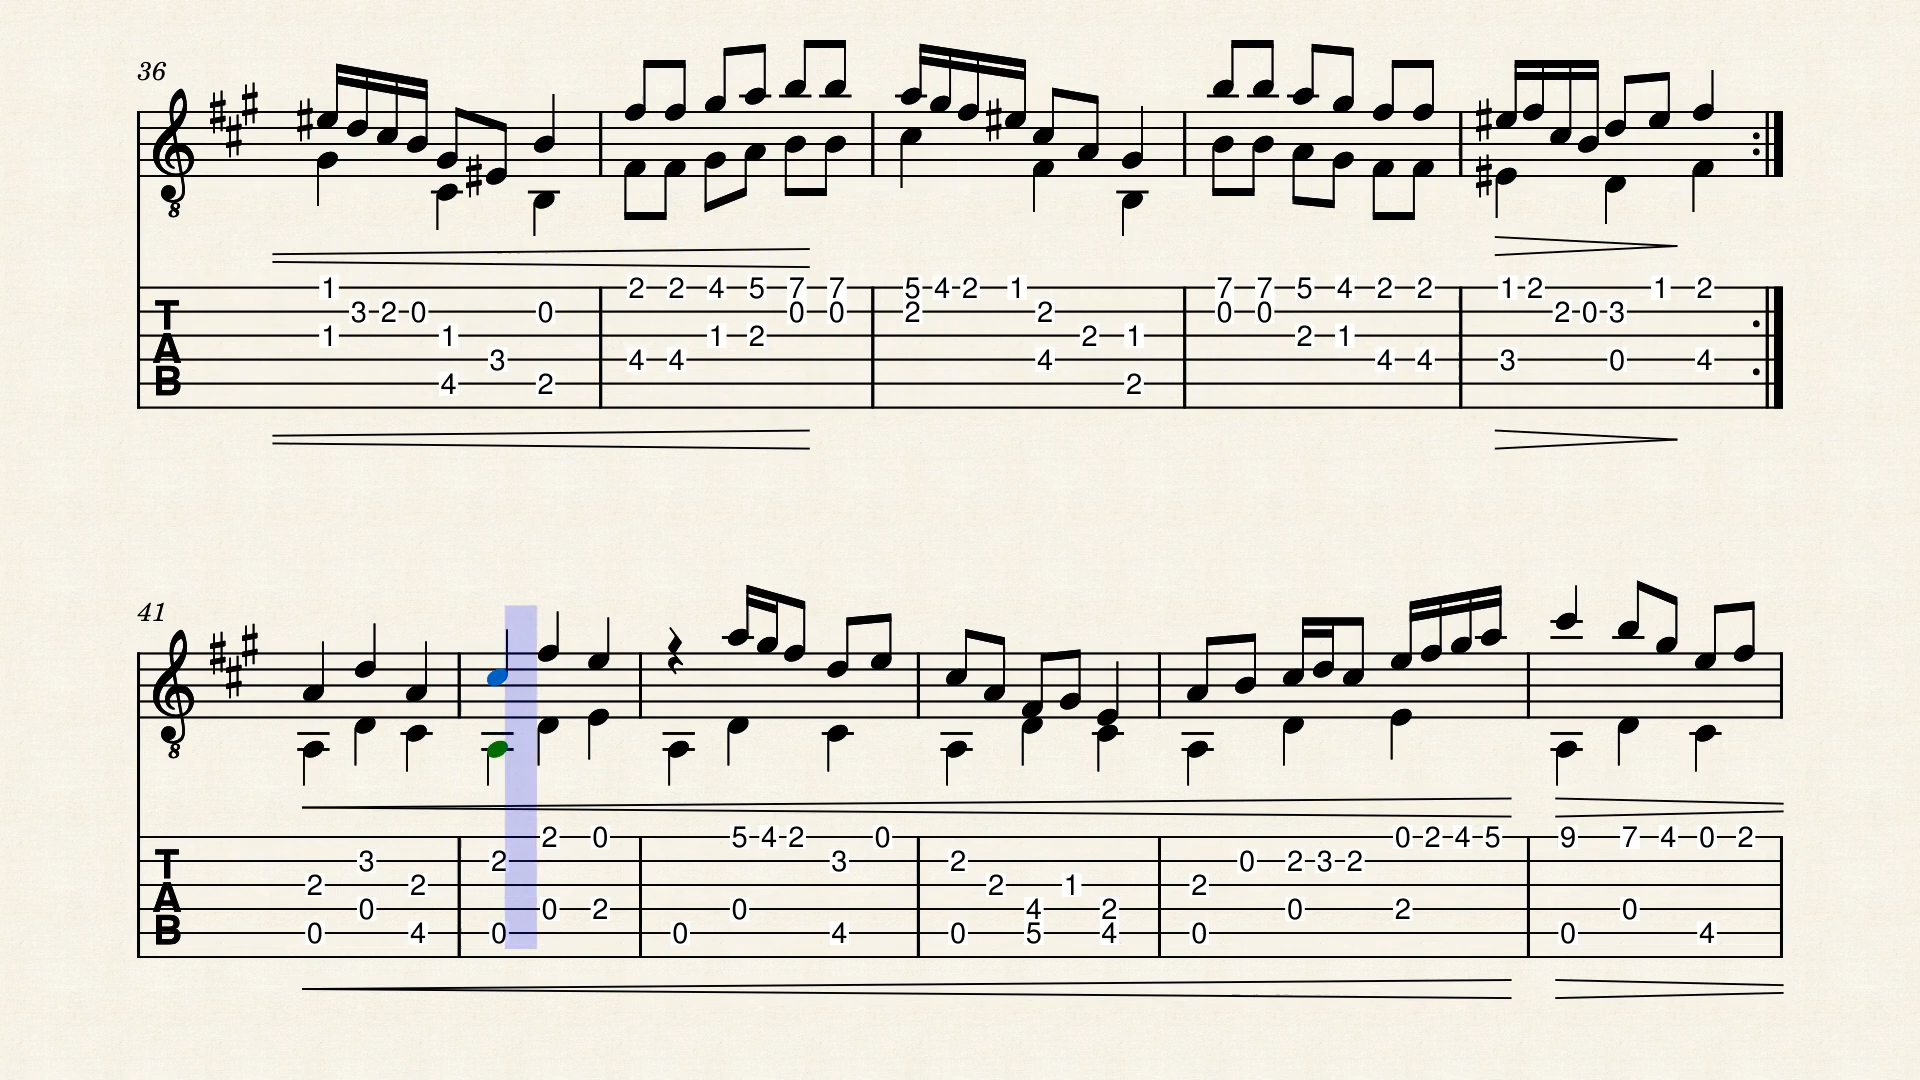 36
8
1 2 2 4 5 7 7 5 4 2 1 7 7 5 4 2 2 1 2 1 2
T 3 2 0 0 0 0 2 2 0 0 2 0 3
1 1 1 2 2 1 2 1
A 3 4 4 4 4 4 3 0 4
B 4 2 2
41
8
2 0 5 4 2 0 0 2 4 5 9 7 4 0 2
T 3 2 3 2 0 2 3 2
2 2 2 1 2
A 0 0 2 0 4 2 0 2 0
B 0 4 0 0 4 0 5 4 0 0 4